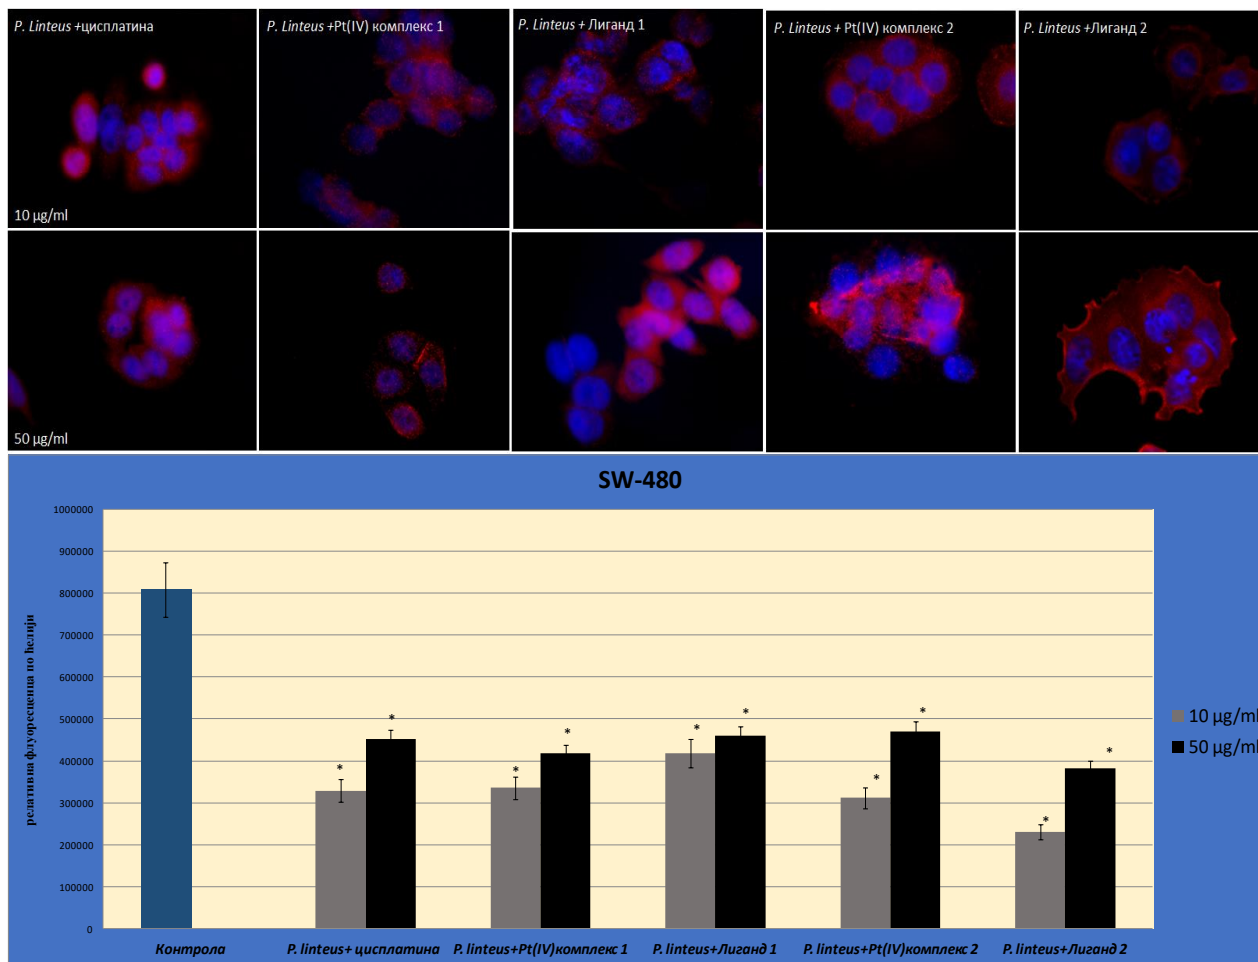 P. Linteus +цисплатина
P. Linteus +Pt(IV) комплекс 1
P. Linteus + Лиганд 1
P. Linteus + Pt(IV) комплекс 2
P. Linteus +Лиганд 2
10 µg/ml
50 µg/ml
SW-480
1000000
900000
800000
700000
600000
500000
400000
300000
200000
100000
0
релативна флуоресценца по ћелији
* * * * * * * * * *
10 µg/ml
50 µg/ml
Контрола
P. linteus+ цисплатина
P. linteus+Pt(IV)комплекс 1
P. linteus+Лиганд 1
P. linteus+Pt(IV)комплекс 2
P. linteus+Лиганд 2